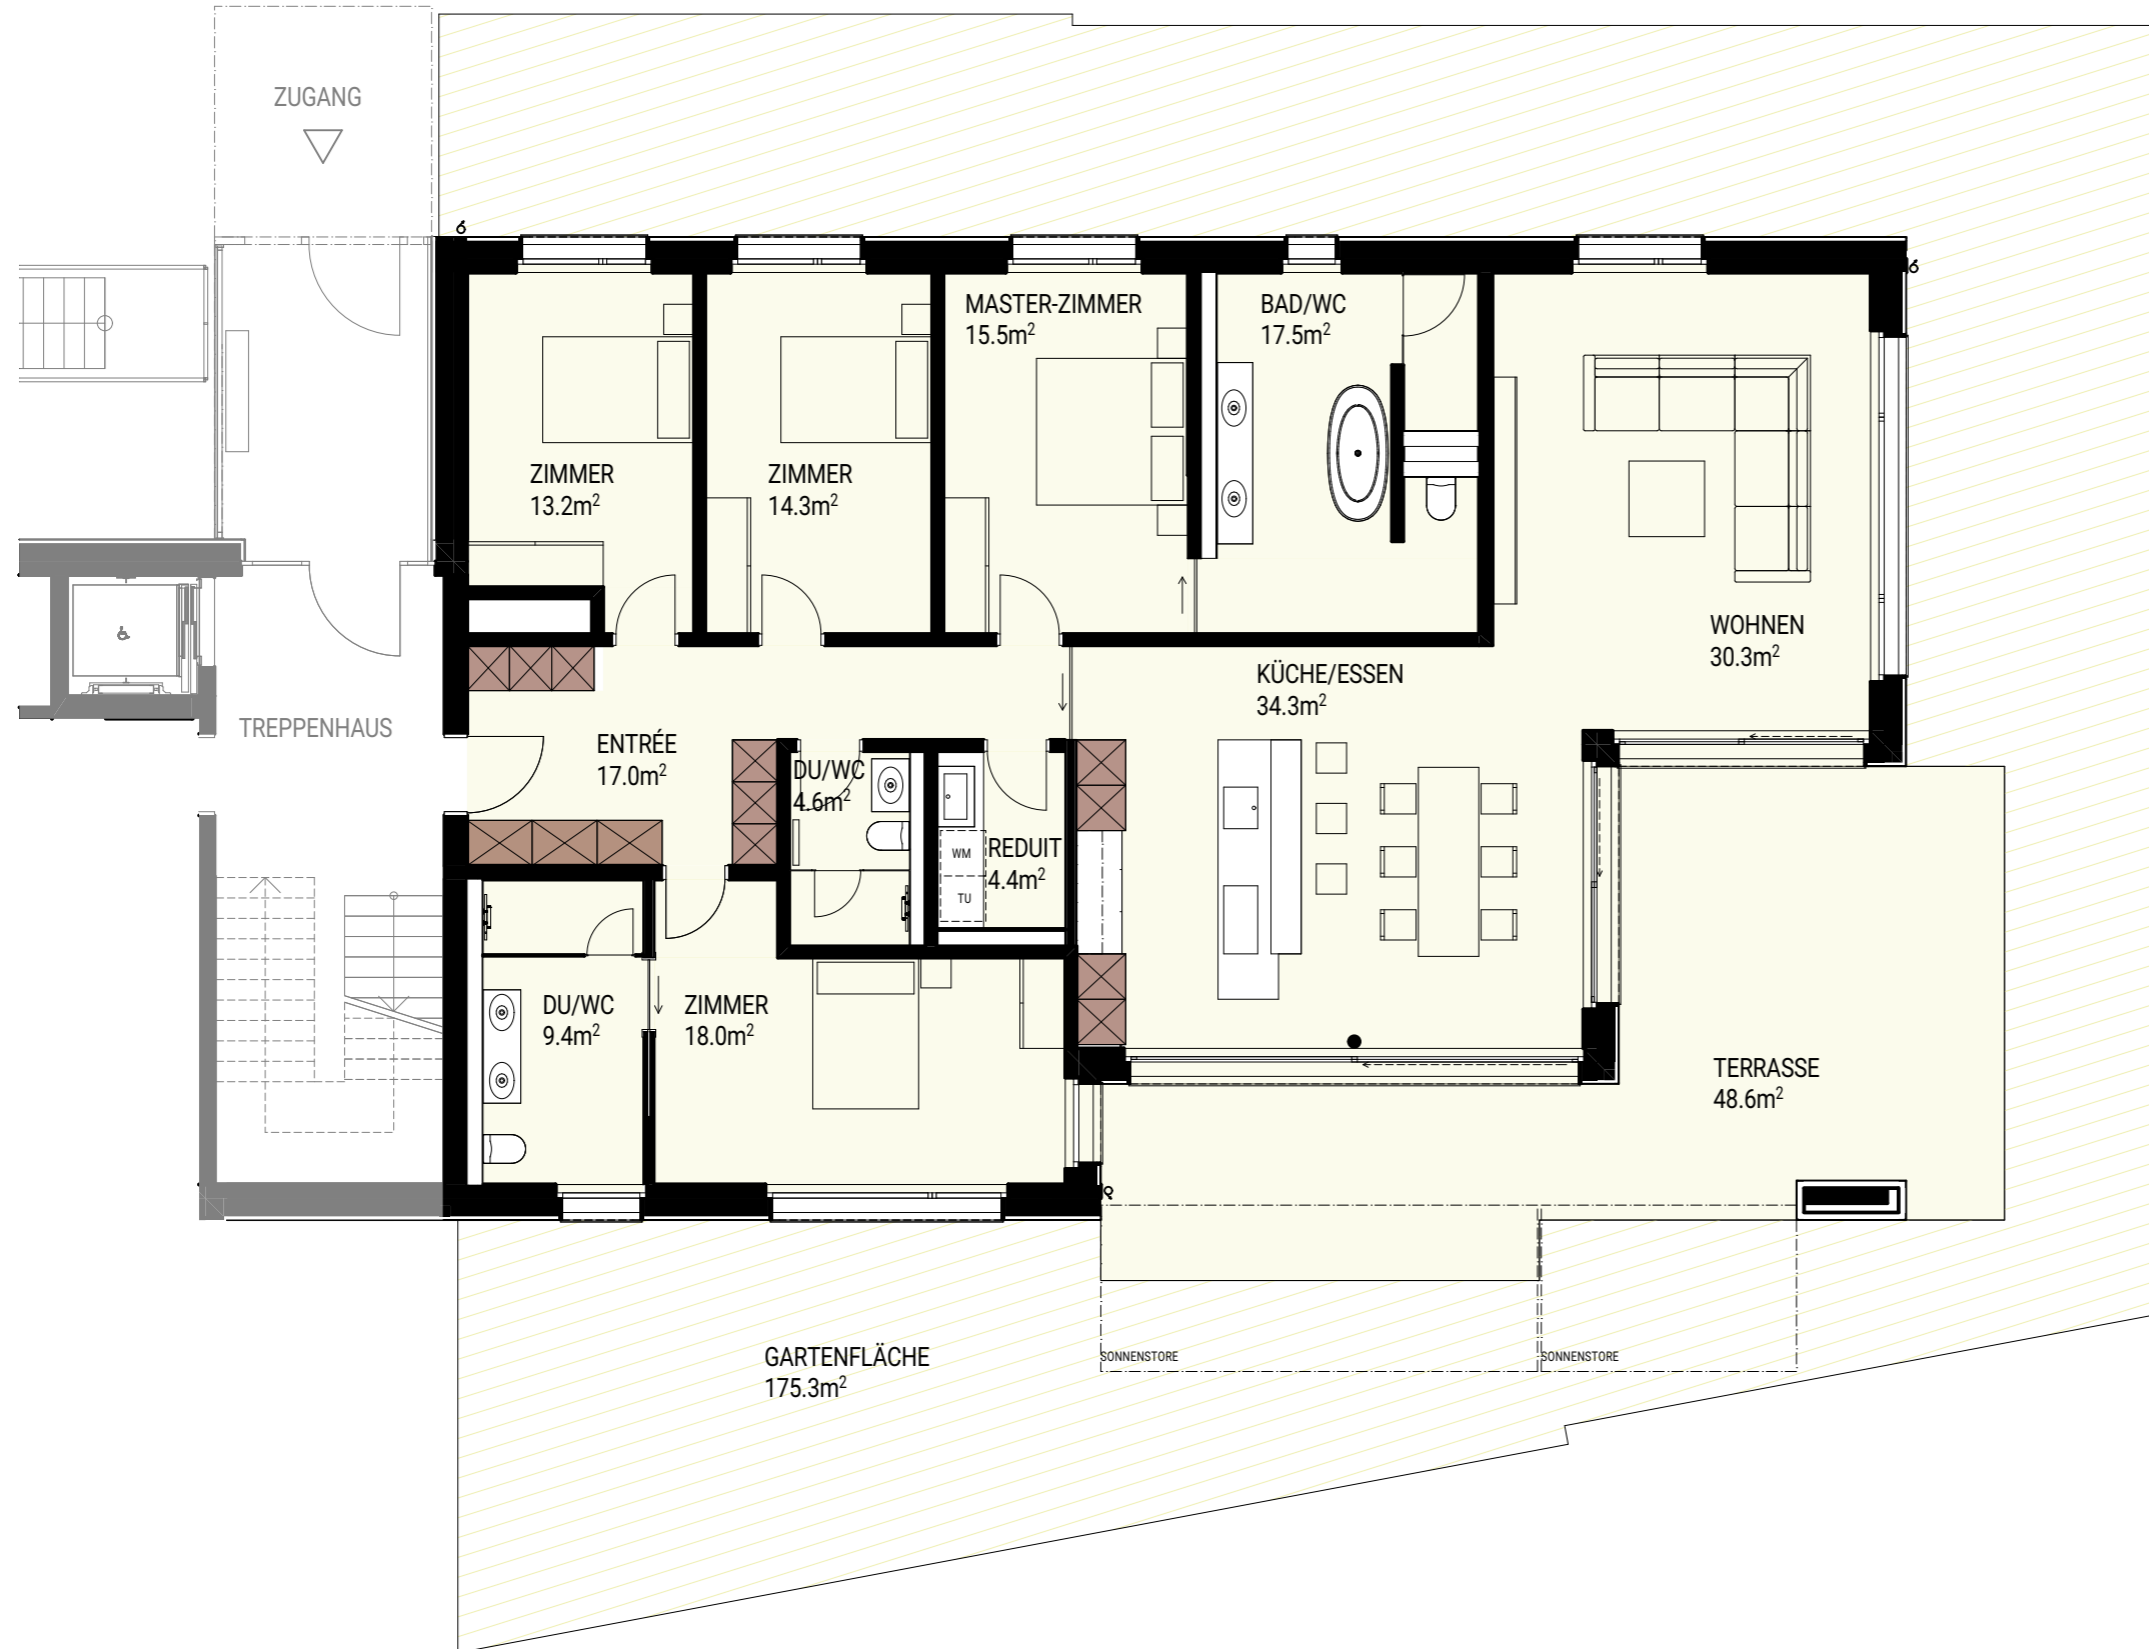 ZUGANG
MASTER-ZIMMER
15.5m²
BAD/WC
17.5m²
ZIMMER
13.2m²
ZIMMER
14.3m²
WOHNEN
30.3m²
KÜCHE/ESSEN
34.3m²
TREPPENHAUS
ENTRÉE
17.0m²
DU/WC
4.6m²
REDUIT
4.4m²
WM
TU
DU/WC
9.4m²
ZIMMER
18.0m²
TERRASSE
48.6m²
GARTENFLÄCHE
175.3m²
SONNENSTORE
SONNENSTORE